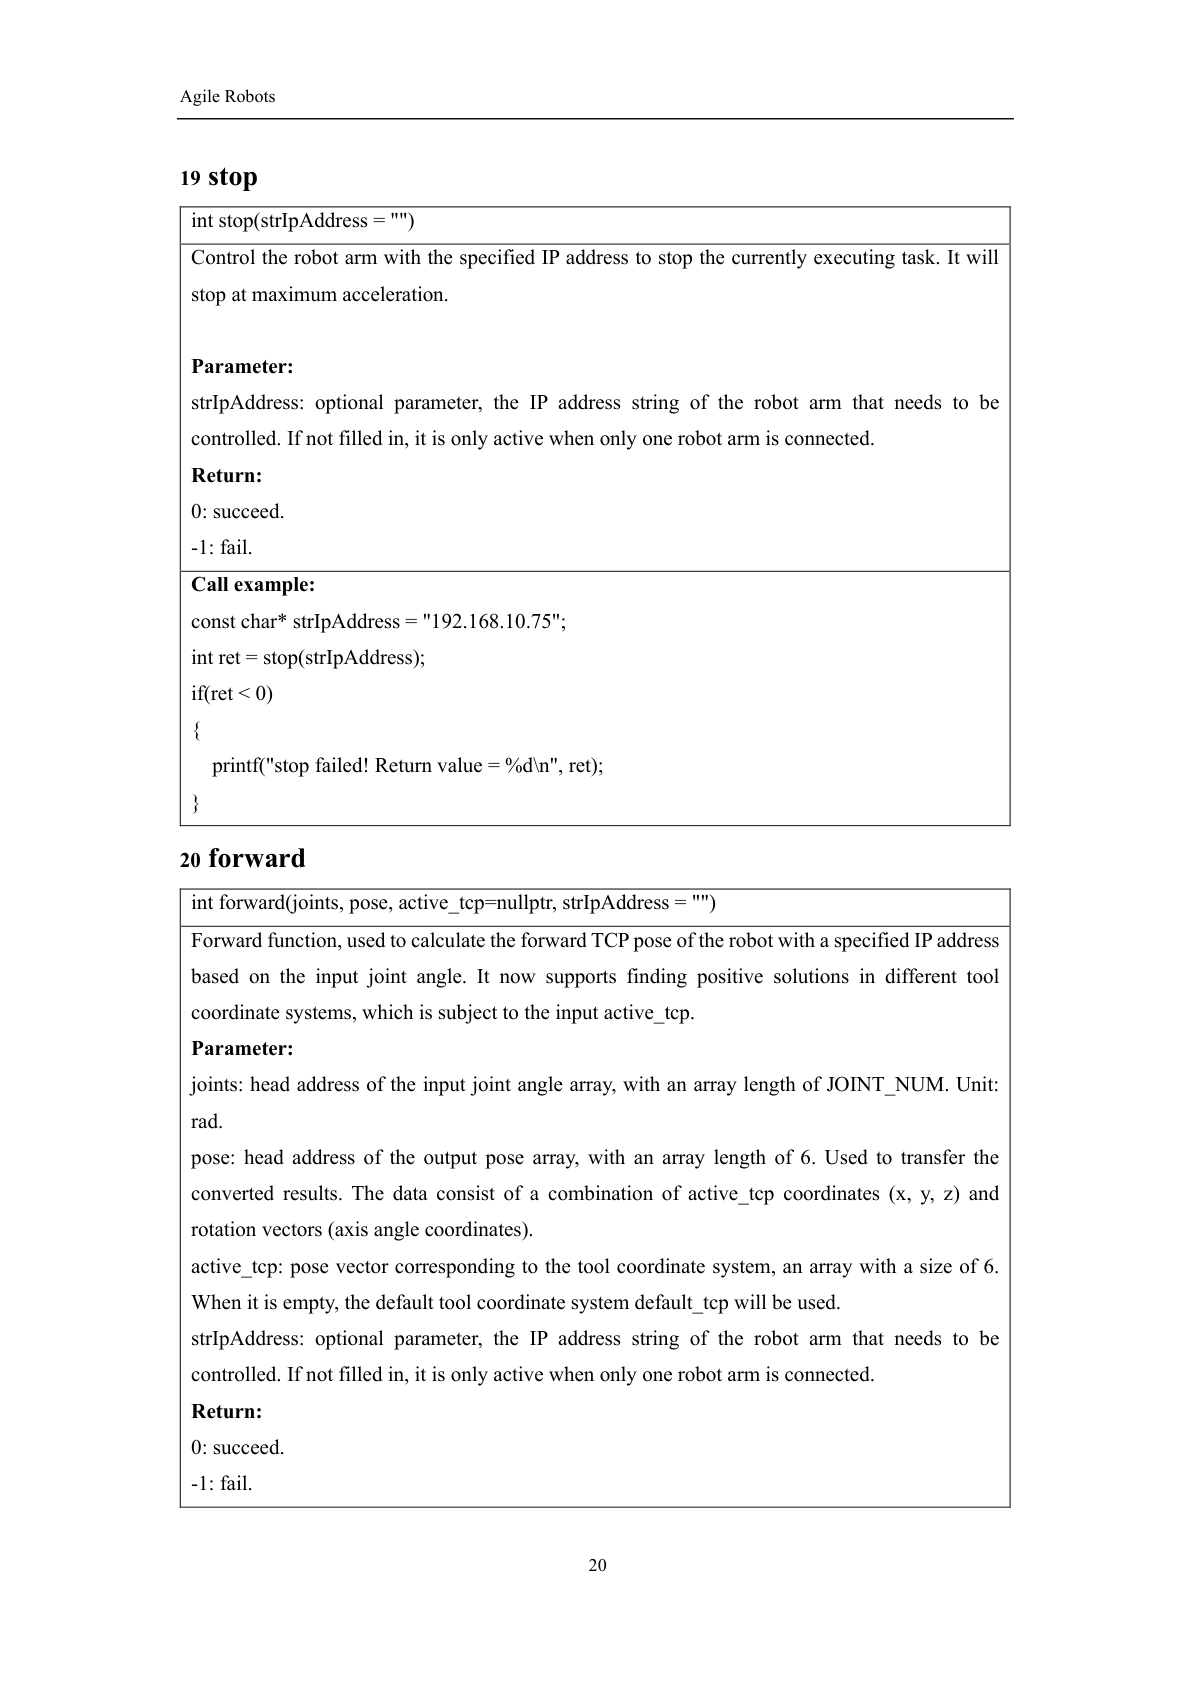 Agile Robots
19 stop
int stop(strIpAddress = "")
Control the robot arm with the specified IP address to stop the currently executing task. It will
stop at maximum acceleration.
Parameter:
strIpAddress: optional parameter, the IP address string of the robot arm that needs to be
controlled. If not filled in, it is only active when only one robot arm is connected.
Return:
0: succeed.
-1: fail.
Call example:
const char* strIpAddress = "192.168.10.75";
int ret = stop(strIpAddress);
if(ret < 0)
{
printf("stop failed! Return value = %d\n", ret);
}
20 forward
int forward(joints, pose, active_tcp=nullptr, strIpAddress = "")
Forward function, used to calculate the forward TCP pose of the robot with a specified IP address
based on the input joint angle. It now supports finding positive solutions in different tool
coordinate systems, which is subject to the input active_tcp.
Parameter:
joints: head address of the input joint angle array, with an array length of JOINT_NUM. Unit:
rad.
pose: head address of the output pose array, with an array length of 6. Used to transfer the
converted results. The data consist of a combination of active_tcp coordinates (x, y, z) and
rotation vectors (axis angle coordinates).
active_tcp: pose vector corresponding to the tool coordinate system, an array with a size of 6.
When it is empty, the default tool coordinate system default_tcp will be used.
strIpAddress: optional parameter, the IP address string of the robot arm that needs to be
controlled. If not filled in, it is only active when only one robot arm is connected.
Return:
0: succeed.
-1: fail.
20